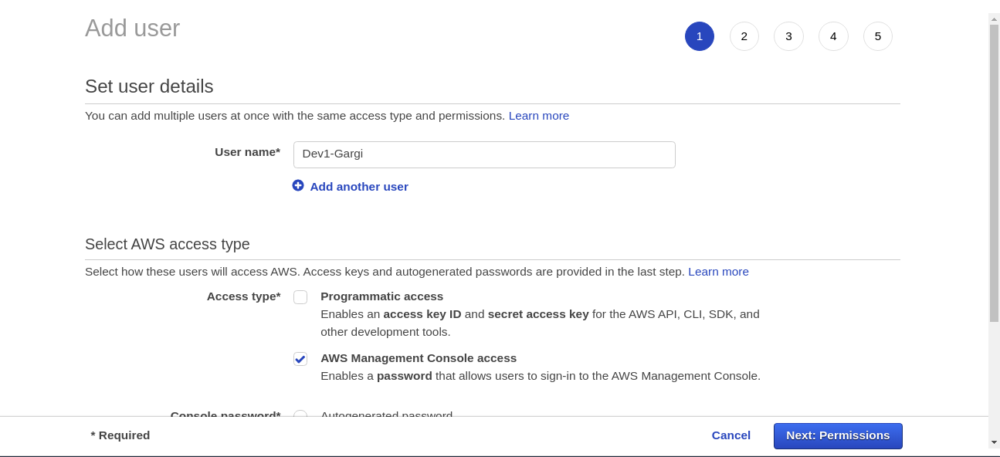 Add user
1 2 3 4 5
Set user details
You can add multiple users at once with the same access type and permissions. Learn more
User name* Dev1-Gargi
Add another user
Select AWS access type
Select how these users will access AWS. Access keys and autogenerated passwords are provided in the last step. Learn more
Access type* Programmatic access
Enables an access key ID and secret access key for the AWS API, CLI, SDK, and
other development tools.
AWS Management Console access
Enables a password that allows users to sign-in to the AWS Management Console.
Console password* Autogenerated password
* Required Cancel Next: Permissions